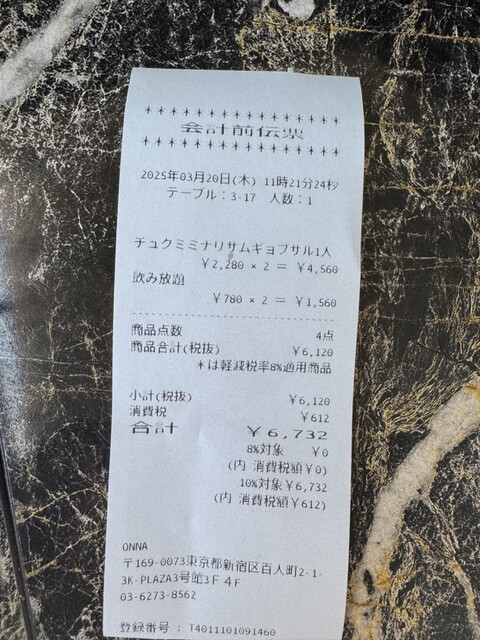 ****************
会計前伝票
****************
2025年03月20日(木) 11時21分24秒
テーブル:3-17 人数:1
チュクミミナリサムギョプサル1人
¥2,280 × 2 = ¥4,560
飲み放題
¥780 × 2 = ¥1,560
商品点数 4点
商品合計(税抜) ¥6,120
*は軽減税率8%適用商品
小計(税抜) ¥6,120
消費税 ¥612
合計 ¥6,732
8%対象 ¥0
(内 消費税額¥0)
10%対象¥6,732
(内 消費税額¥612)
ONNA
〒169-0073東京都新宿区百人町2-1-
3K-PLAZA3号館3F 4F
03-6273-8562
登録番号 : T4011101091460